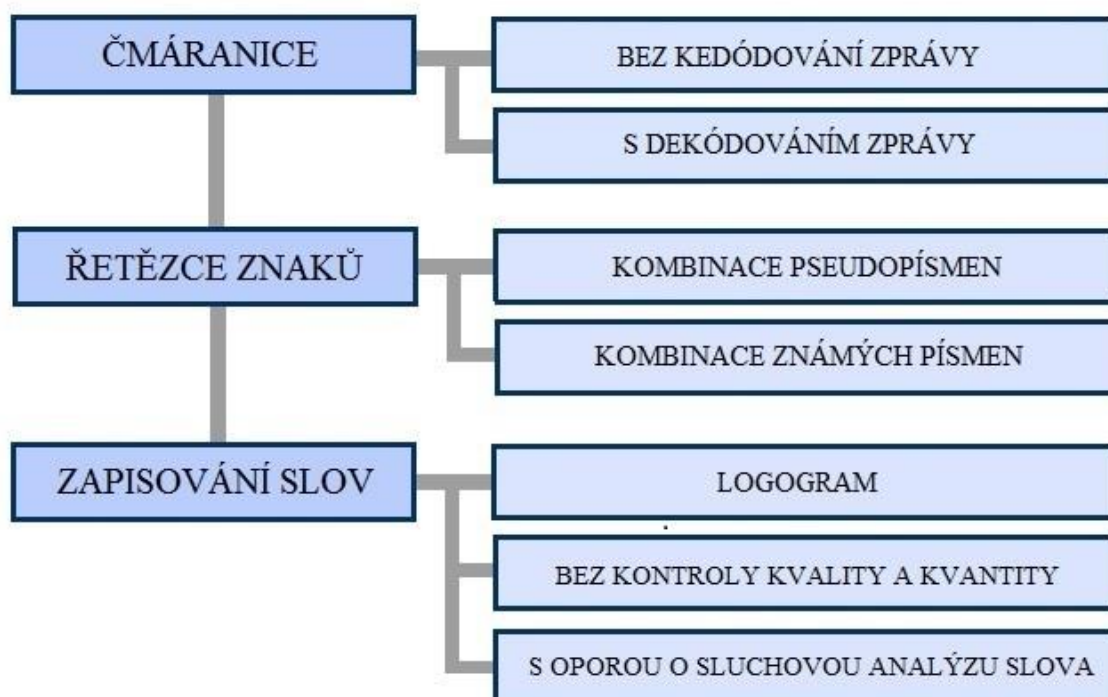 ČMÁRANICE
BEZ KEDÓDOVÁNÍ ZPRÁVY
S DEKÓDOVÁNÍM ZPRÁVY
ŘETĚZCE ZNAKŮ
KOMBINACE PSEUDOPÍSMEN
KOMBINACE ZNÁMÝCH PÍSMEN
ZAPISOVÁNÍ SLOV
LOGOGRAM
BEZ KONTROLY KVALITY A KVANTITY
S OPOROU O SLUCHOVOU ANALÝZU SLOVA